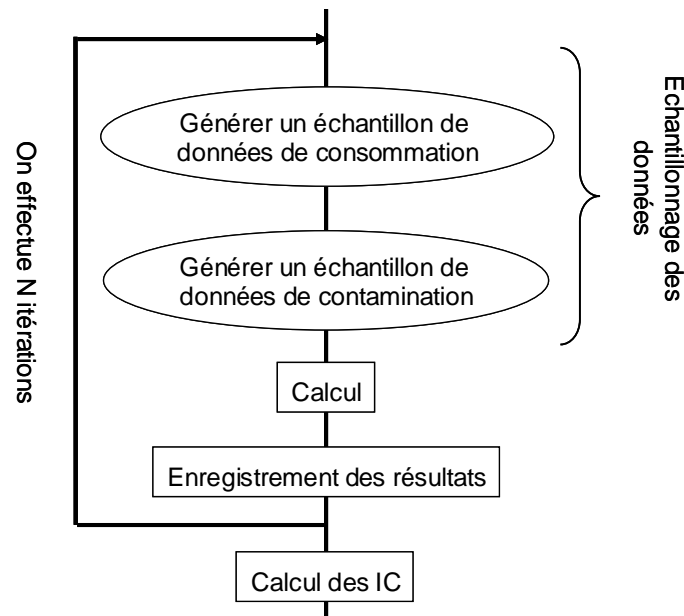 Générer un échantillon de
données de consommation
Générer un échantillon de
données de contamination
Calcul
Enregistrement des résultats
Calcul des IC
On effectue N itérations
Echantillonnage des
données